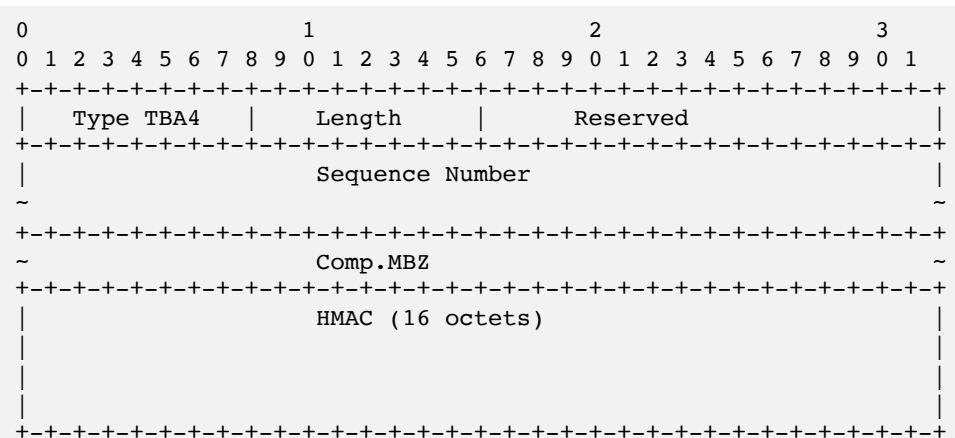 0                   1                   2                   3
0 1 2 3 4 5 6 7 8 9 0 1 2 3 4 5 6 7 8 9 0 1 2 3 4 5 6 7 8 9 0 1
+-+-+-+-+-+-+-+-+-+-+-+-+-+-+-+-+-+-+-+-+-+-+-+-+-+-+-+-+-+-+-+-+
|   Type TBA4   |    Length     |      Reserved                 |
+-+-+-+-+-+-+-+-+-+-+-+-+-+-+-+-+-+-+-+-+-+-+-+-+-+-+-+-+-+-+-+-+
|                    Sequence Number                            |
~                                                               ~
+-+-+-+-+-+-+-+-+-+-+-+-+-+-+-+-+-+-+-+-+-+-+-+-+-+-+-+-+-+-+-+-+
~                    Comp.MBZ                                   ~
+-+-+-+-+-+-+-+-+-+-+-+-+-+-+-+-+-+-+-+-+-+-+-+-+-+-+-+-+-+-+-+-+
|                    HMAC (16 octets)                           |
|                                                               |
|                                                               |
|                                                               |
+-+-+-+-+-+-+-+-+-+-+-+-+-+-+-+-+-+-+-+-+-+-+-+-+-+-+-+-+-+-+-+-+